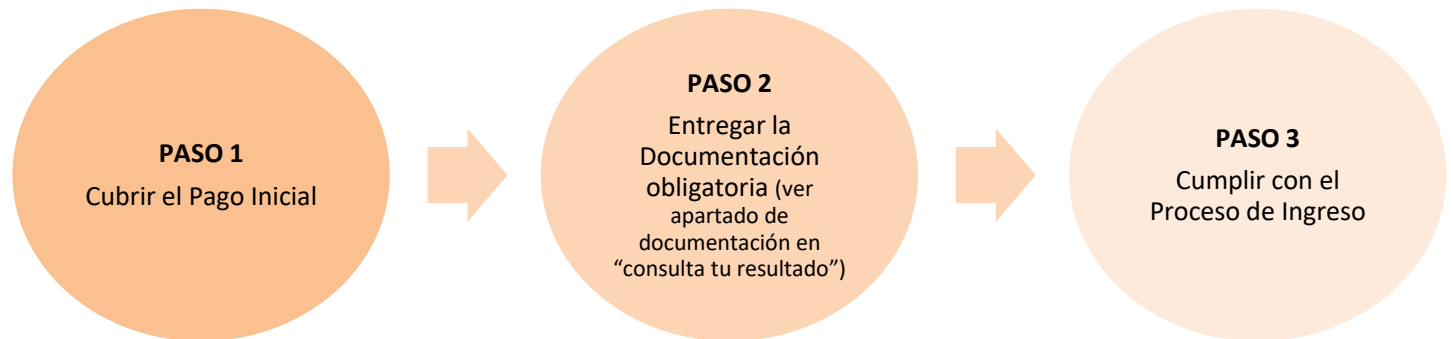 PASO 1
Cubrir el Pago Inicial
PASO 2
Entregar la
Documentación
obligatoria (ver
apartado de
documentación en
“consulta tu resultado”)
PASO 3
Cumplir con el
Proceso de Ingreso